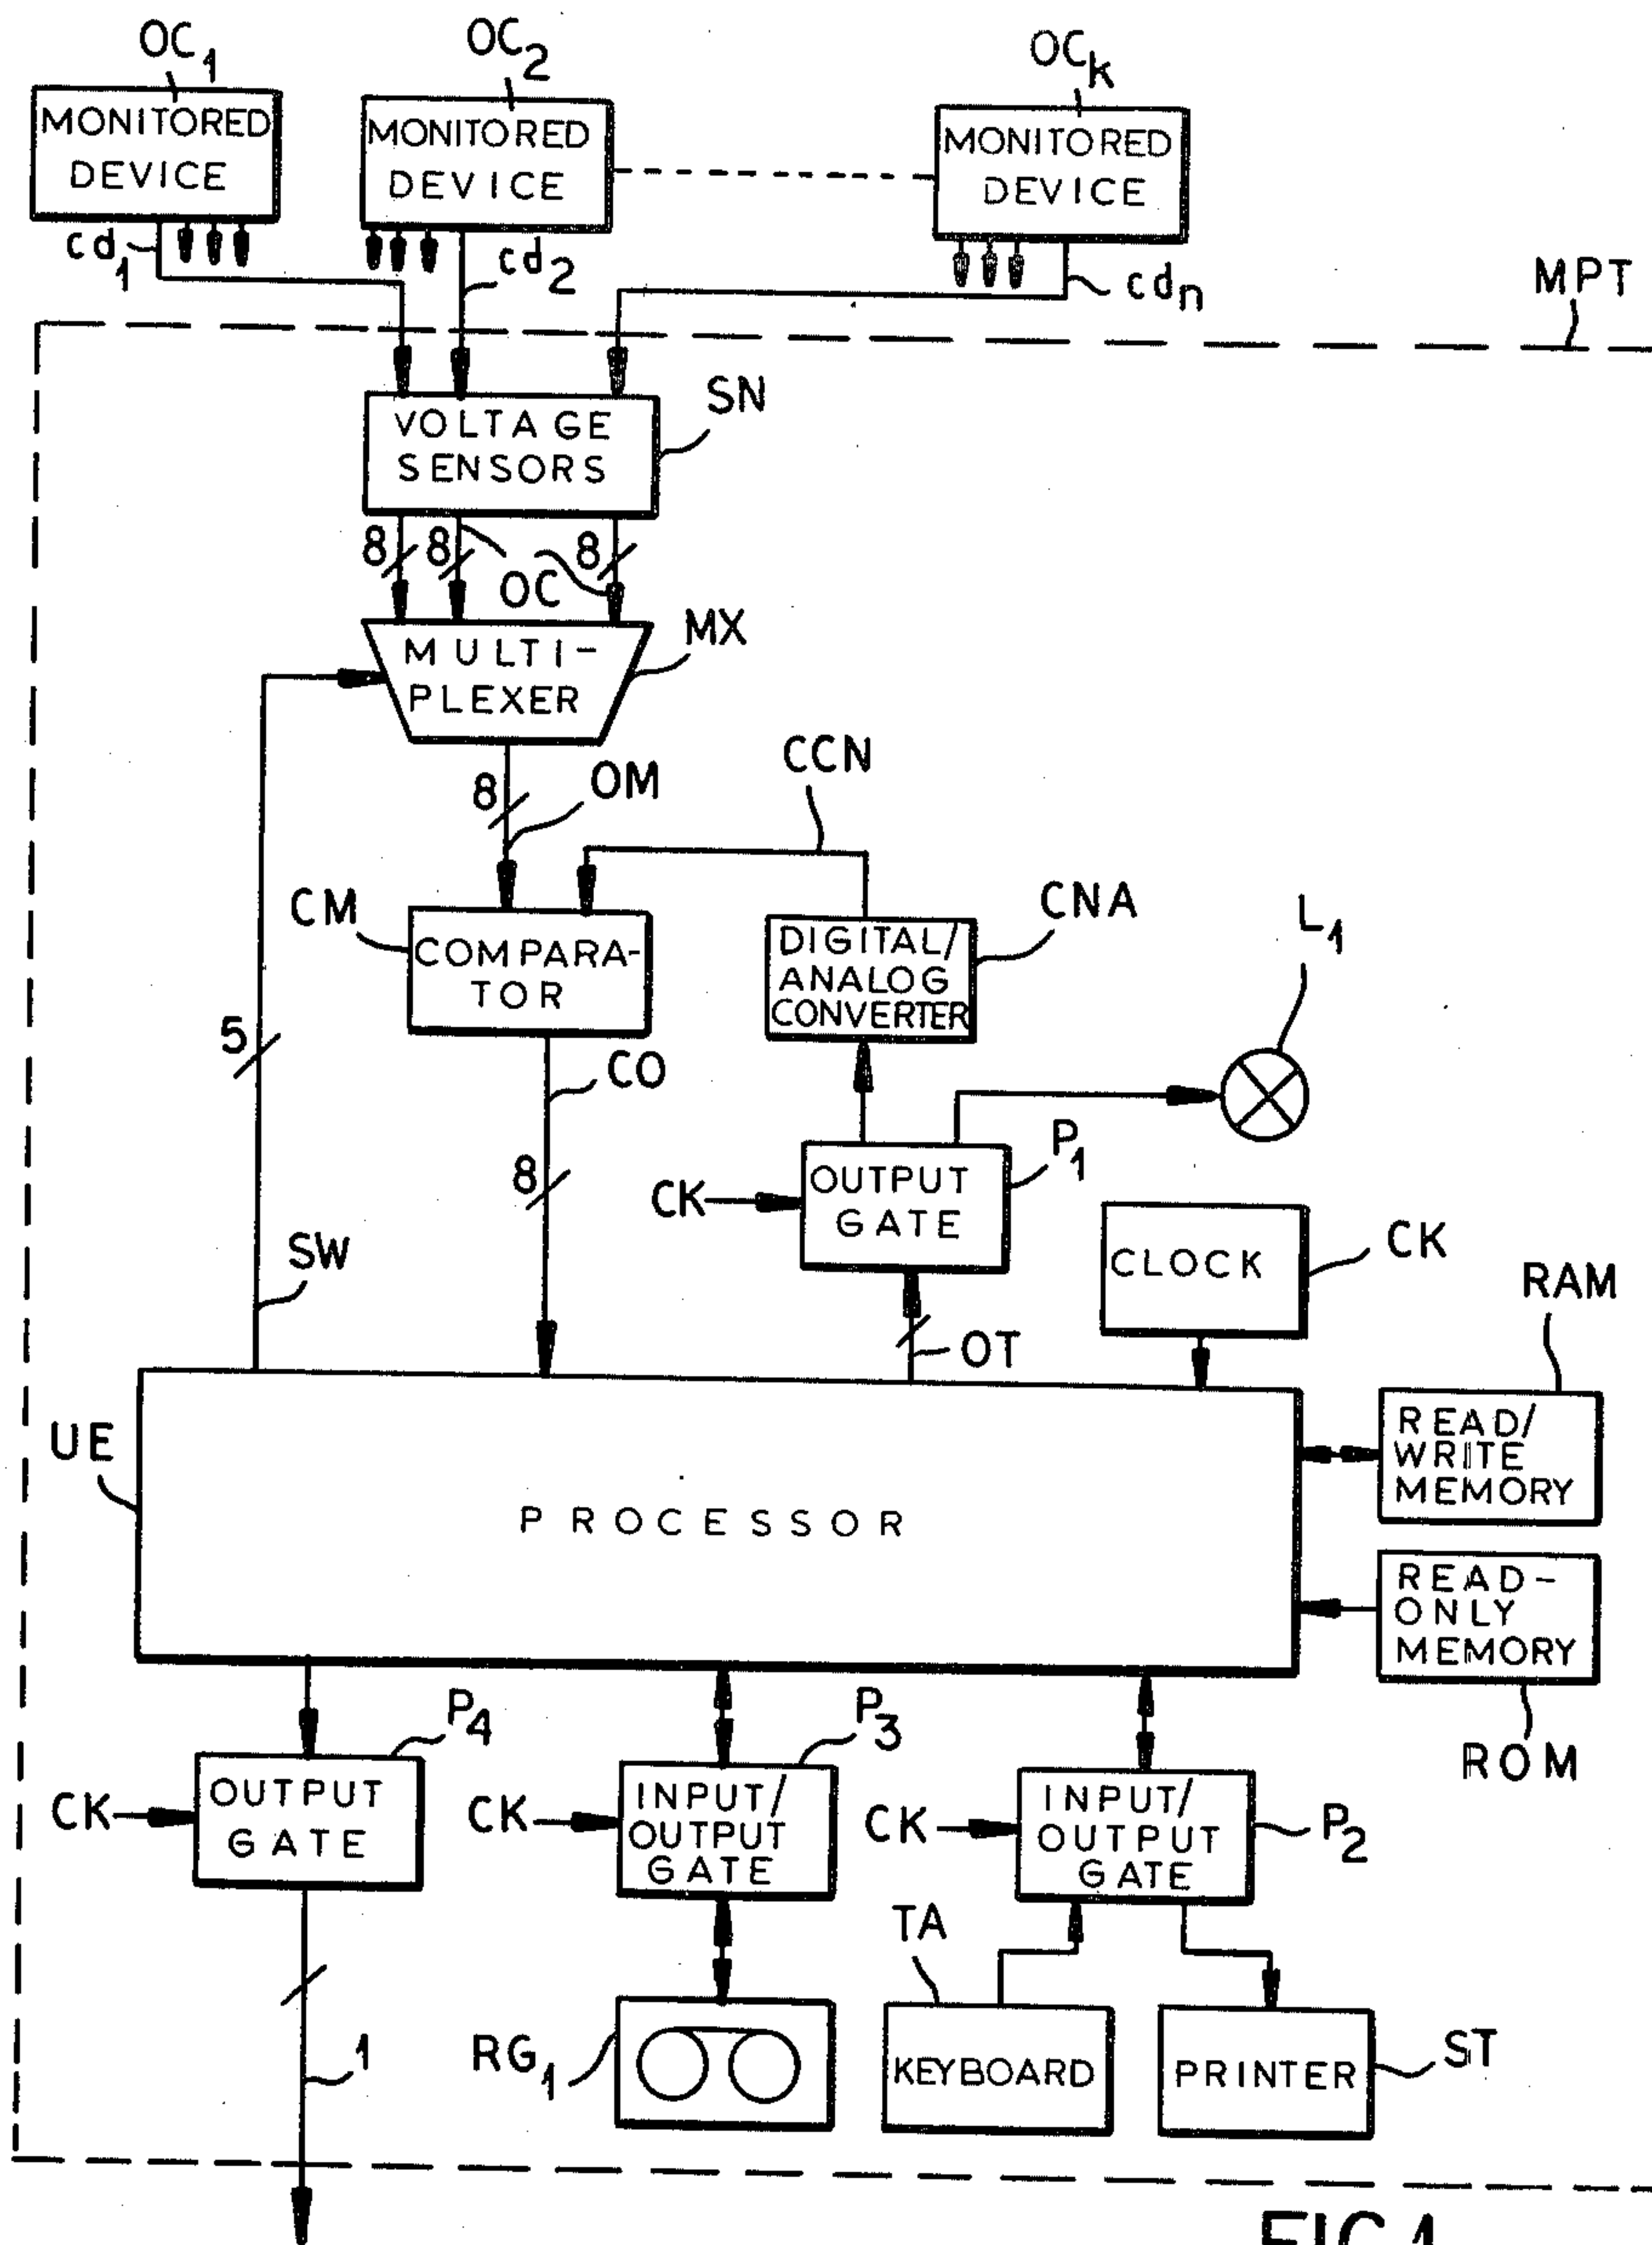 OC1
OC2
OCk
MONITORED
DEVICE
MONITORED
DEVICE
MONITORED
DEVICE
cd1
cd2
cdn
MPT
VOLTAGE
SENSORS
SN
8
8
8
OC
MULTI-
PLEXER
MX
8
OM
CCN
CM
COMPARA-
TOR
DIGITAL/
ANALOG
CONVERTER
CNA
L1
5
CO
8
CK
OUTPUT
GATE
P1
CLOCK
CK
SW
OT
RAM
UE
PROCESSOR
READ/
WRITE
MEMORY
READ-
ONLY
MEMORY
ROM
P4
CK
OUTPUT
GATE
P3
CK
INPUT/
OUTPUT
GATE
CK
INPUT/
OUTPUT
GATE
P2
TA
1
RG1
KEYBOARD
PRINTER
ST
FIG.1